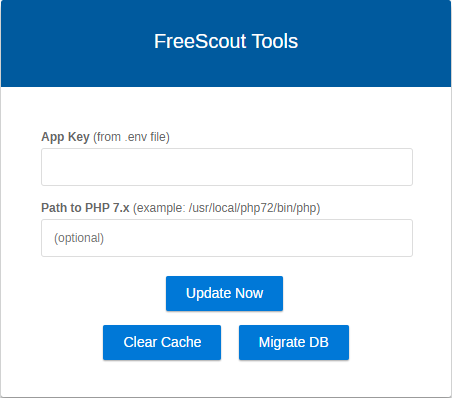 FreeScout Tools
App Key (from .env file)
Path to PHP 7.x (example: /usr/local/php72/bin/php)
(optional)
Update Now
Clear Cache Migrate DB